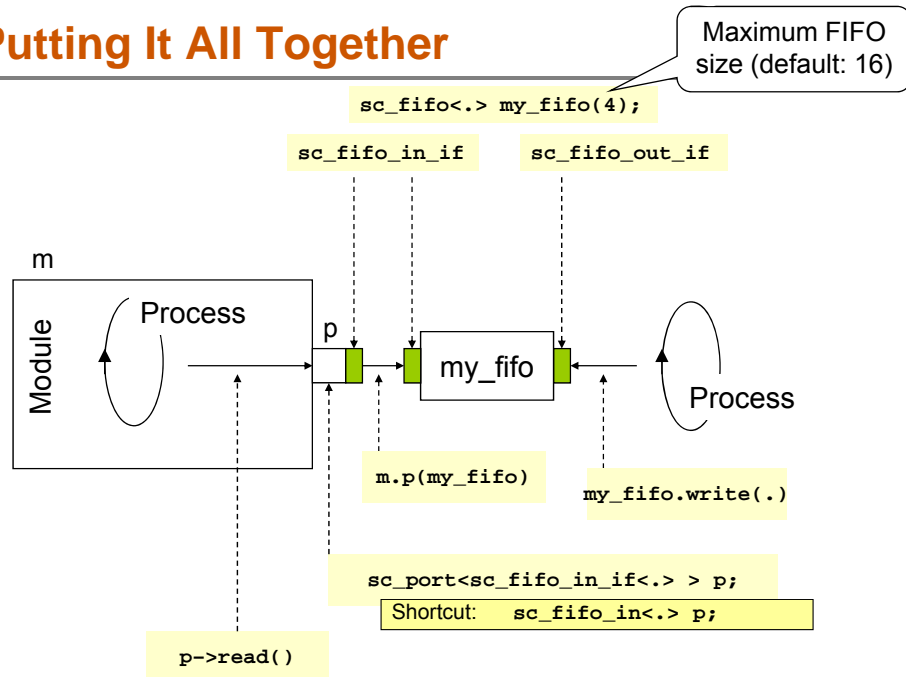 Putting It All Together
Maximum FIFO
size (default: 16)
sc_fifo<.> my_fifo(4);
sc_fifo_in_if
sc_fifo_out_if
m
Module
Process
p
my_fifo
Process
m.p(my_fifo)
my_fifo.write(.)
sc_port<sc_fifo_in_if<.> > p;
Shortcut: sc_fifo_in<.> p;
p->read()